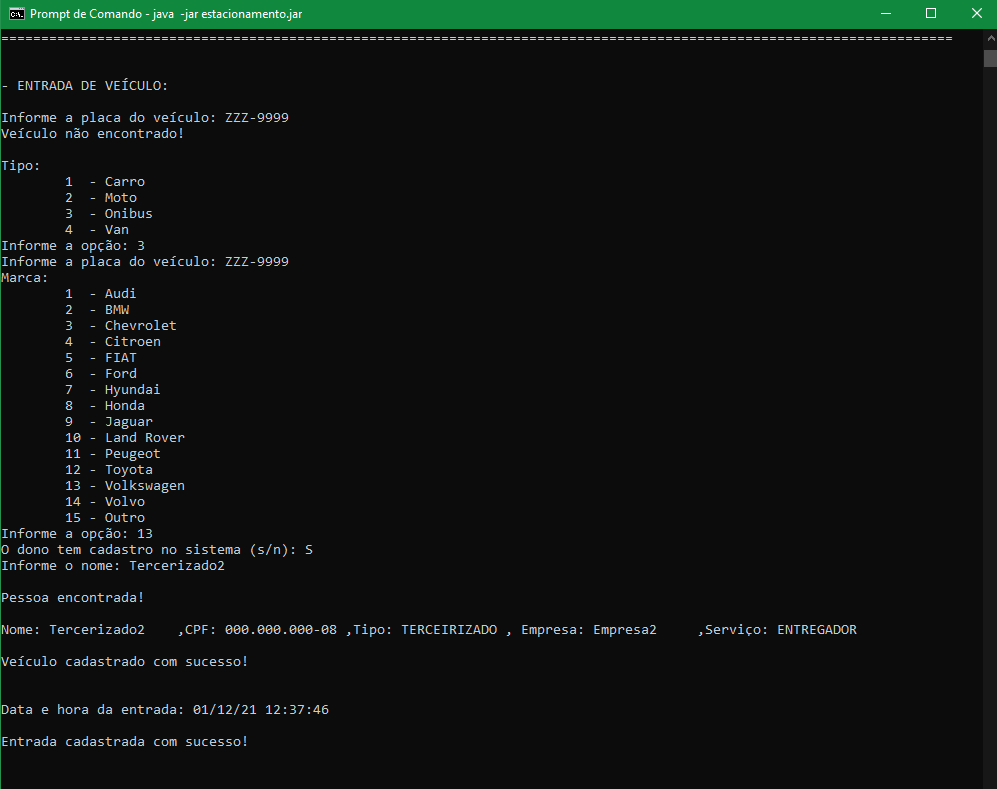 Prompt de Comando - java  -jar estacionamento.jar
=======================================================================================================================
- ENTRADA DE VEÍCULO:
Informe a placa do veículo: ZZZ-9999
Veículo não encontrado!
Tipo:
1  - Carro
2  - Moto
3  - Onibus
4  - Van
Informe a opção: 3
Informe a placa do veículo: ZZZ-9999
Marca:
1  - Audi
2  - BMW
3  - Chevrolet
4  - Citroen
5  - FIAT
6  - Ford
7  - Hyundai
8  - Honda
9  - Jaguar
10 - Land Rover
11 - Peugeot
12 - Toyota
13 - Volkswagen
14 - Volvo
15 - Outro
Informe a opção: 13
O dono tem cadastro no sistema (s/n): S
Informe o nome: Tercerizado2
Pessoa encontrada!
Nome: Tercerizado2    ,CPF: 000.000.000-08 ,Tipo: TERCEIRIZADO , Empresa: Empresa2     ,Serviço: ENTREGADOR
Veículo cadastrado com sucesso!
Data e hora da entrada: 01/12/21 12:37:46
Entrada cadastrada com sucesso!